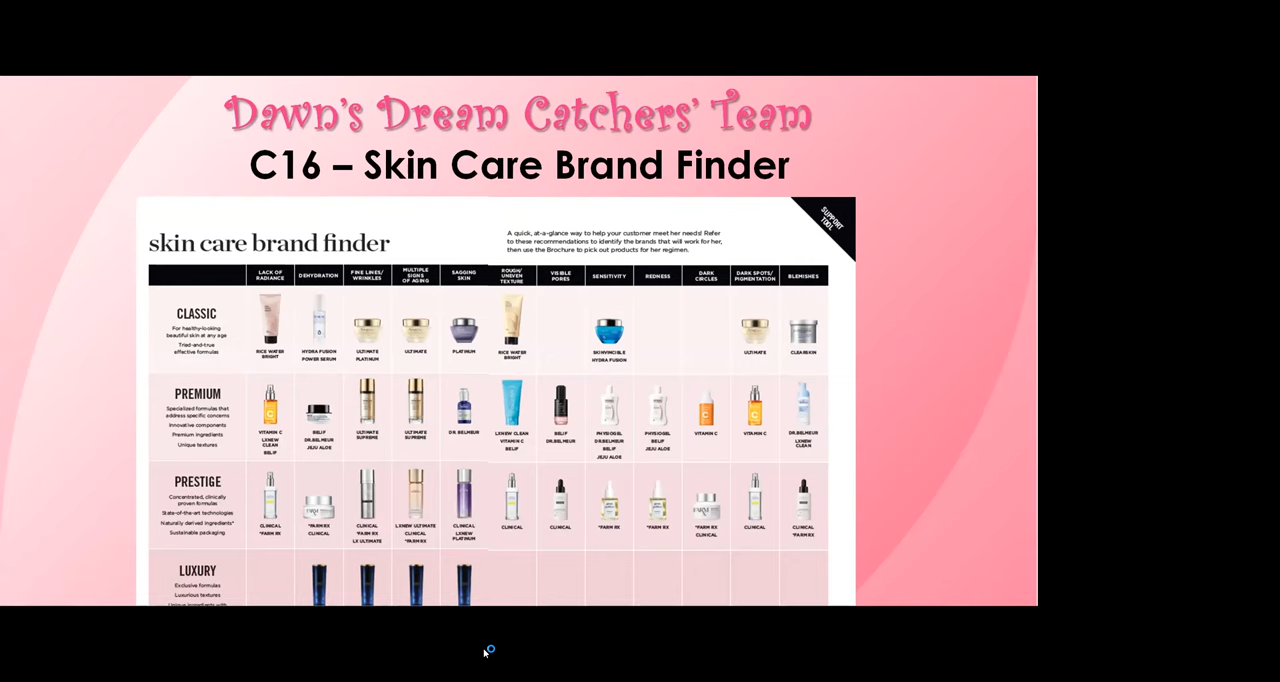 Dawn's Dream Catchers' Team
C16 – Skin Care Brand Finder
SUPPORT
TOOL
skin care brand finder
A quick, at-a-glance way to help your customer meet her needs! Refer
to these recommendations to identify the brands that will work for her,
then use the Brochure to pick out products for her regimen.
LACK OF
RADIANCE
DEHYDRATION
FINE LINES/
WRINKLES
MULTIPLE
SIGNS
OF AGING
SAGGING
SKIN
ROUGH/
UNEVEN
TEXTURE
VISIBLE
PORES
SENSITIVITY
REDNESS
DARK
CIRCLES
DARK SPOTS/
PIGMENTATION
BLEMISHES
CLASSIC
For healthy-looking
beautiful skin at any age
Tried-and-true
effective formulas
RICE WATER
BRIGHT
HYDRA FUSION
POWER SERUM
ULTIMATE
PLATINUM
ULTIMATE
PLATINUM
RICE WATER
BRIGHT
SKINVINCIBLE
HYDRA FUSION
ULTIMATE
CLEARSKIN
PREMIUM
Specialized formulas that
address specific concerns
Innovative components
Premium ingredients
Unique textures
VITAMIN C
LXNEW
CLEAN
BELIF
BELIF
DR.BELMEUR
JEJU ALOE
ULTIMATE
SUPREME
ULTIMATE
SUPREME
DR. BELMEUR
LXNEW CLEAN
VITAMIN C
BELIF
BELIF
DR.BELMEUR
PHYSIOGEL
DR.BELMEUR
BELIF
JEJU ALOE
PHYSIOGEL
BELIF
JEJU ALOE
VITAMIN C
VITAMIN C
DR.BELMEUR
LXNEW
CLEAN
PRESTIGE
Concentrated, clinically
proven formulas
State-of-the-art technologies
Naturally derived ingredients*
Sustainable packaging
CLINICAL
*FARM RX
FARM
*FARM RX
CLINICAL
CLINICAL
*FARM RX
LX ULTIMATE
LXNEW ULTIMATE
CLINICAL
*FARM RX
CLINICAL
LXNEW
PLATINUM
CLINICAL
CLINICAL
*FARM RX
*FARM RX
FARM
*FARM RX
CLINICAL
CLINICAL
CLINICAL
*FARM RX
LUXURY
Exclusive formulas
Luxurious textures
Unique ingredients with